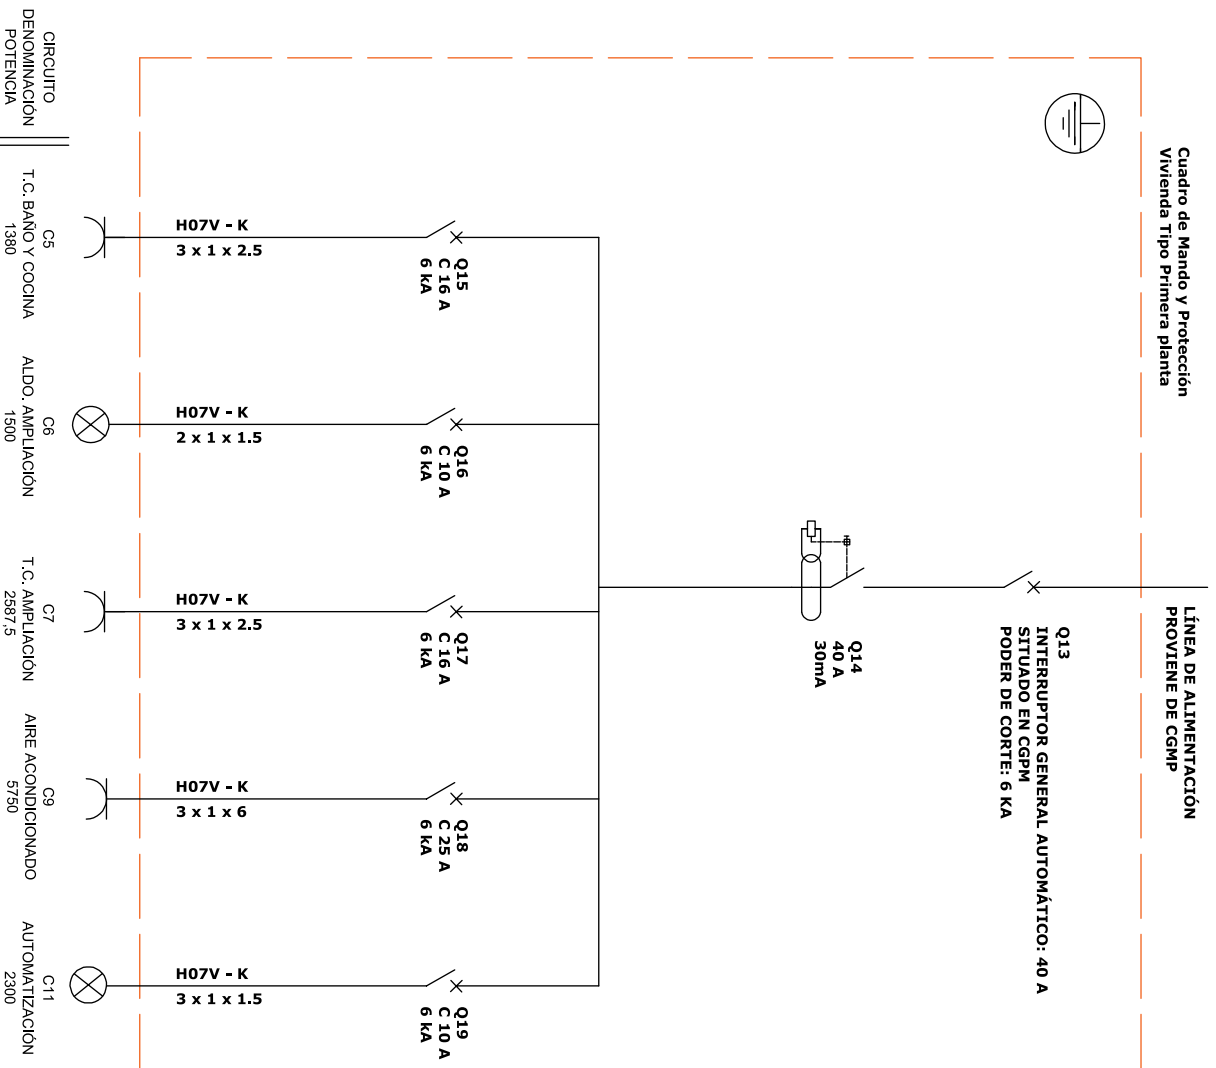 Cuadro de Mando y Protección
Vivienda Tipo Primera planta
LÍNEA DE ALIMENTACIÓN
PROVIENE DE CGMP
Q13
INTERRUPTOR GENERAL AUTOMÁTICO: 40 A
SITUADO EN CGPM
PODER DE CORTE: 6 KA
Q14
40 A
30mA
Q15
C 16 A
6 kA
Q16
C 10 A
6 kA
Q17
C 16 A
6 kA
Q18
C 25 A
6 kA
Q19
C 10 A
6 kA
H07V - K
3 x 1 x 2.5
H07V - K
2 x 1 x 1.5
H07V - K
3 x 1 x 2.5
H07V - K
3 x 1 x 6
H07V - K
3 x 1 x 1.5
CIRCUITO
DENOMINACIÓN
POTENCIA
C5
T.C. BAÑO Y COCINA
1380
C6
ALDO. AMPLIACIÓN
1500
C7
T.C. AMPLIACIÓN
2587,5
C9
AIRE ACONDICIONADO
5750
C11
AUTOMATIZACIÓN
2300